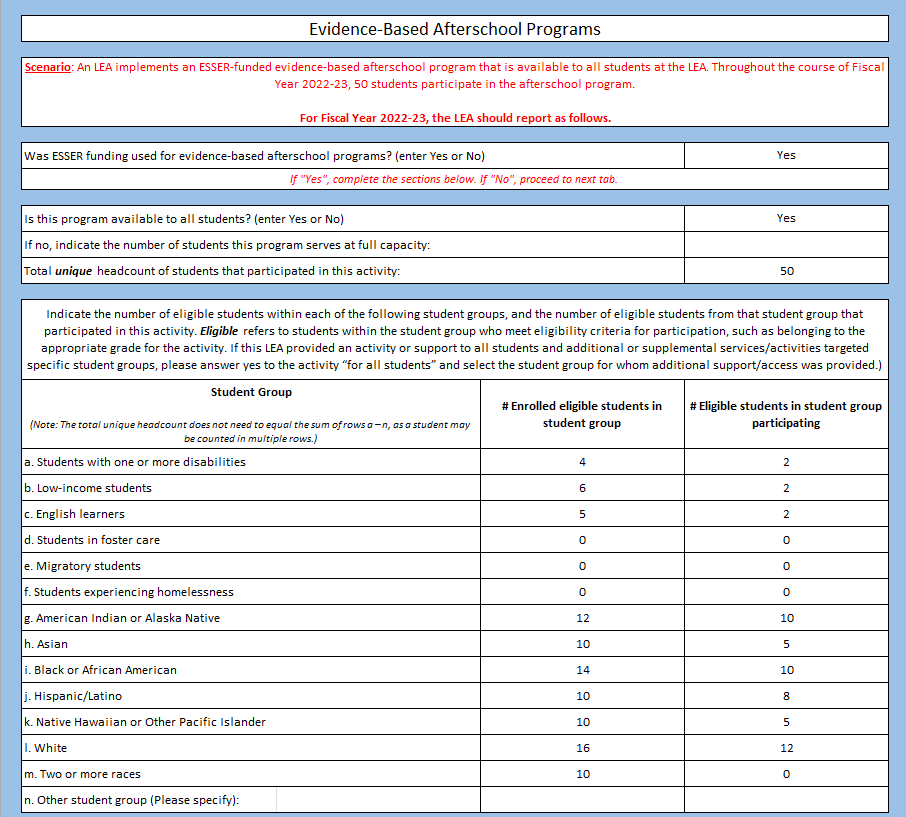 Evidence-Based Afterschool Programs
Scenario: An LEA implements an ESSER-funded evidence-based afterschool program that is available to all students at the LEA. Throughout the course of Fiscal
Year 2022-23, 50 students participate in the afterschool program.
For Fiscal Year 2022-23, the LEA should report as follows.
Was ESSER funding used for evidence-based afterschool programs? (enter Yes or No) Yes
If "Yes", complete the sections below. If "No", proceed to next tab.
Is this program available to all students? (enter Yes or No) Yes
If no, indicate the number of students this program serves at full capacity:
Total unique headcount of students that participated in this activity: 50
Indicate the number of eligible students within each of the following student groups, and the number of eligible students from that student group that
participated in this activity. Eligible refers to students within the student group who meet eligibility criteria for participation, such as belonging to the
appropriate grade for the activity. If this LEA provided an activity or support to all students and additional or supplemental services/activities targeted
specific student groups, please answer yes to the activity “for all students” and select the student group for whom additional support/access was provided.)
Student Group
(Note: The total unique headcount does not need to equal the sum of rows a – n, as a student may
be counted in multiple rows.)
# Enrolled eligible students in
student group
# Eligible students in student group
participating
a. Students with one or more disabilities 4 2
b. Low-income students 6 2
c. English learners 5 2
d. Students in foster care 0 0
e. Migratory students 0 0
f. Students experiencing homelessness 0 0
g. American Indian or Alaska Native 12 10
h. Asian 10 5
i. Black or African American 14 10
j. Hispanic/Latino 10 8
k. Native Hawaiian or Other Pacific Islander 10 5
l. White 16 12
m. Two or more races 10 0
n. Other student group (Please specify):